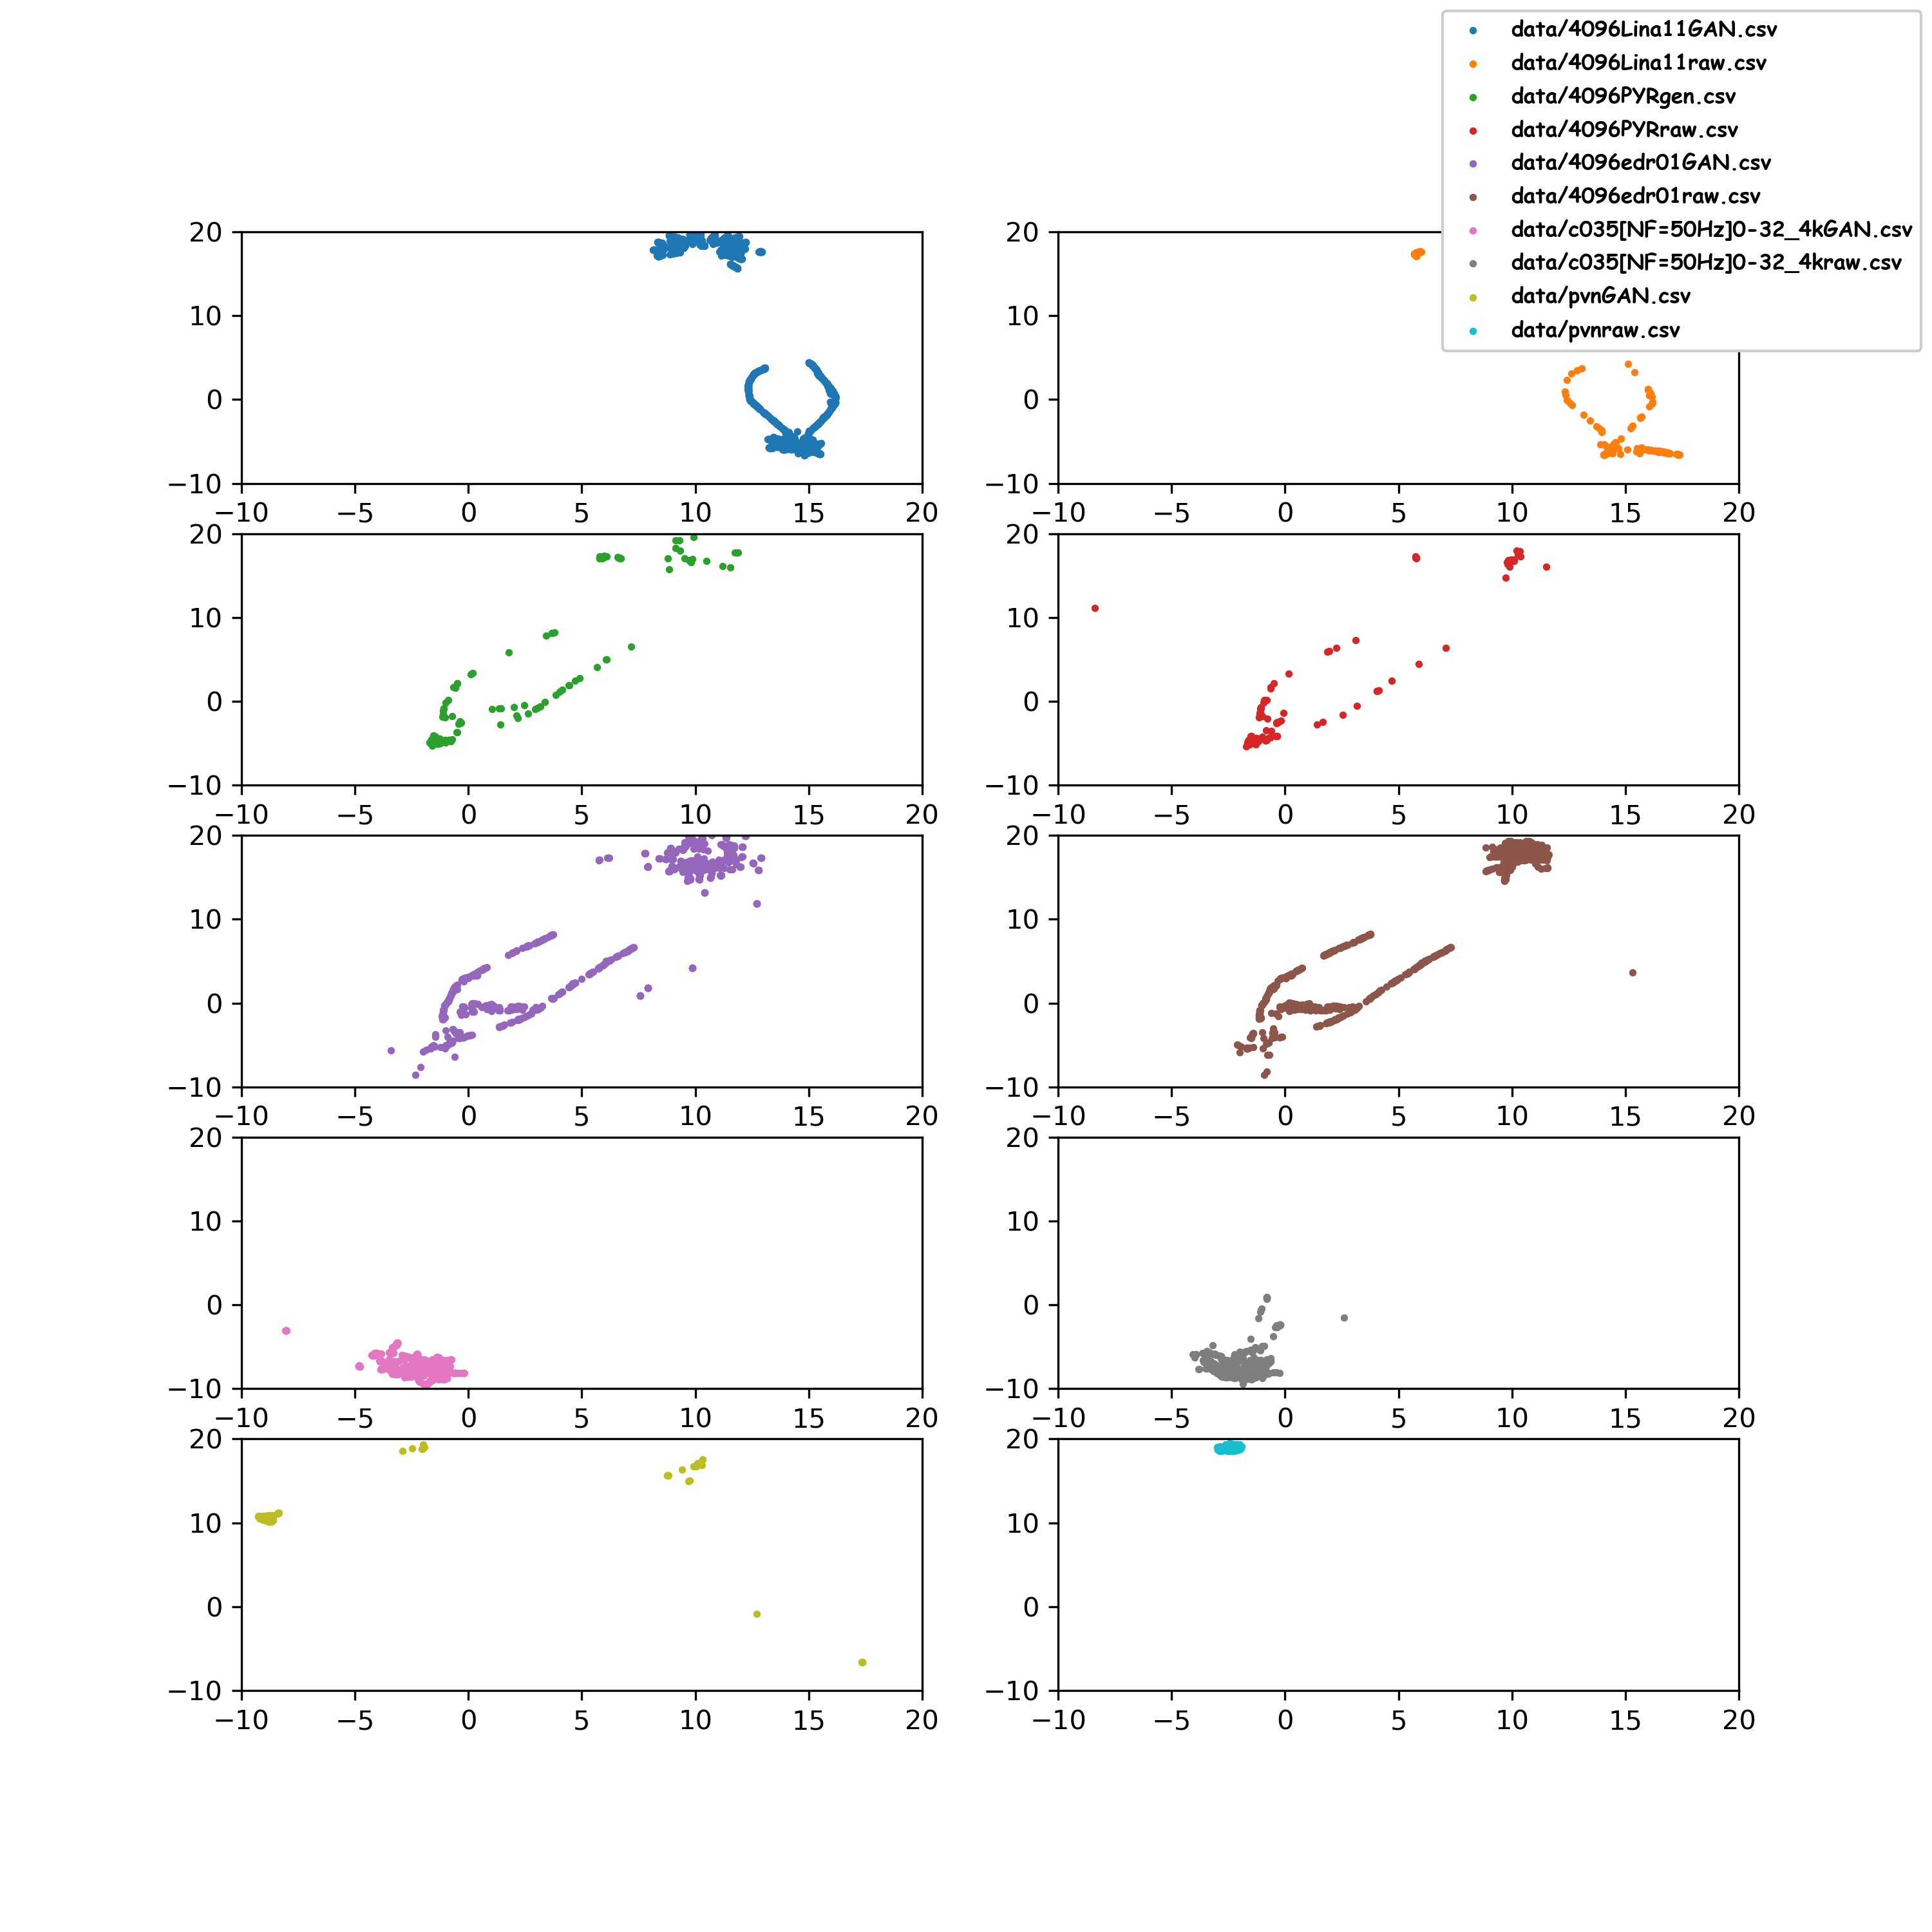 data/4096Lina11GAN.csv
data/4096Lina11raw.csv
data/4096PYRgen.csv
data/4096PYRraw.csv
data/4096edr01GAN.csv
data/4096edr01raw.csv
data/c035[NF=50Hz]0-32_4kGAN.csv
data/c035[NF=50Hz]0-32_4kraw.csv
data/pvnGAN.csv
data/pvnraw.csv
20 20
10 10
0 0
−10 −10
−10 −5 0 5 10 15 20 −10 −5 0 5 10 15 20
20 20
10 10
0 0
−10 −10
−10 −5 0 5 10 15 20 −10 −5 0 5 10 15 20
20 20
10 10
0 0
−10 −10
−10 −5 0 5 10 15 20 −10 −5 0 5 10 15 20
20 20
10 10
0 0
−10 −10
−10 −5 0 5 10 15 20 −10 −5 0 5 10 15 20
20 20
10 10
0 0
−10 −10
−10 −5 0 5 10 15 20 −10 −5 0 5 10 15 20